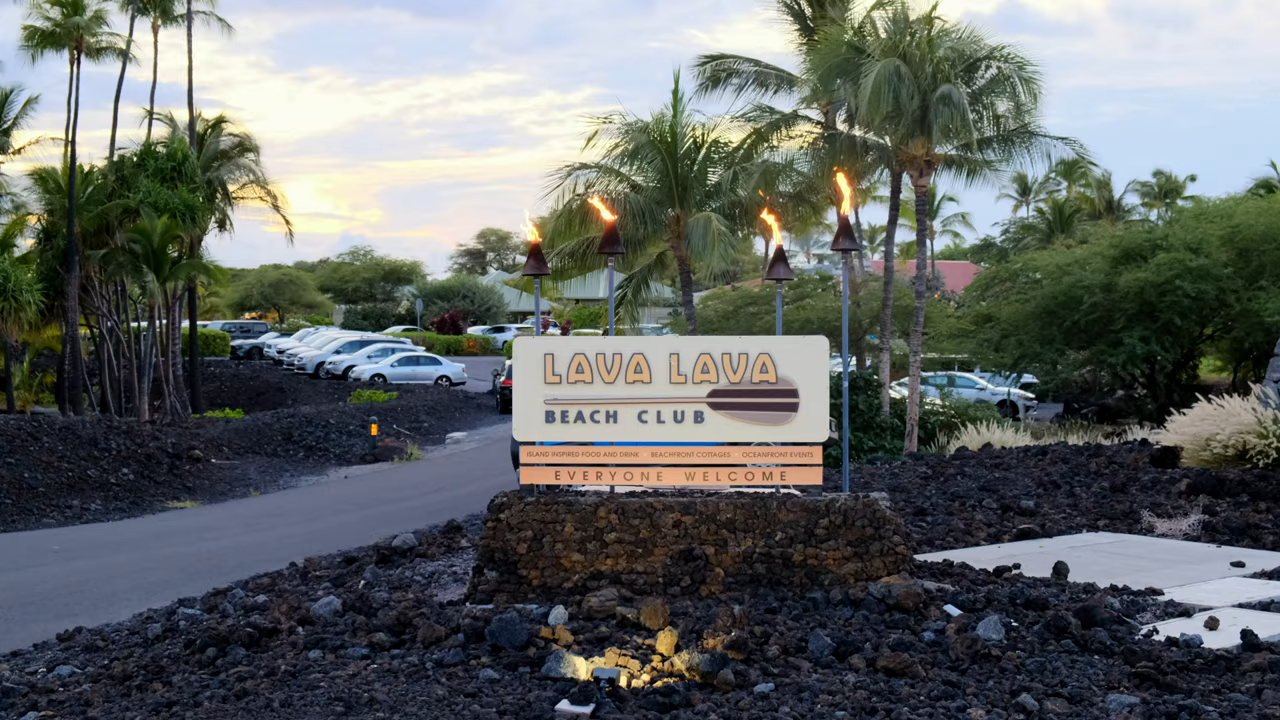 LAVA LAVA
BEACH CLUB
ISLAND INSPIRED FOOD AND DRINK BEACHFRONT COTTAGES OCEANFRONT EVENTS
EVERYONE WELCOME